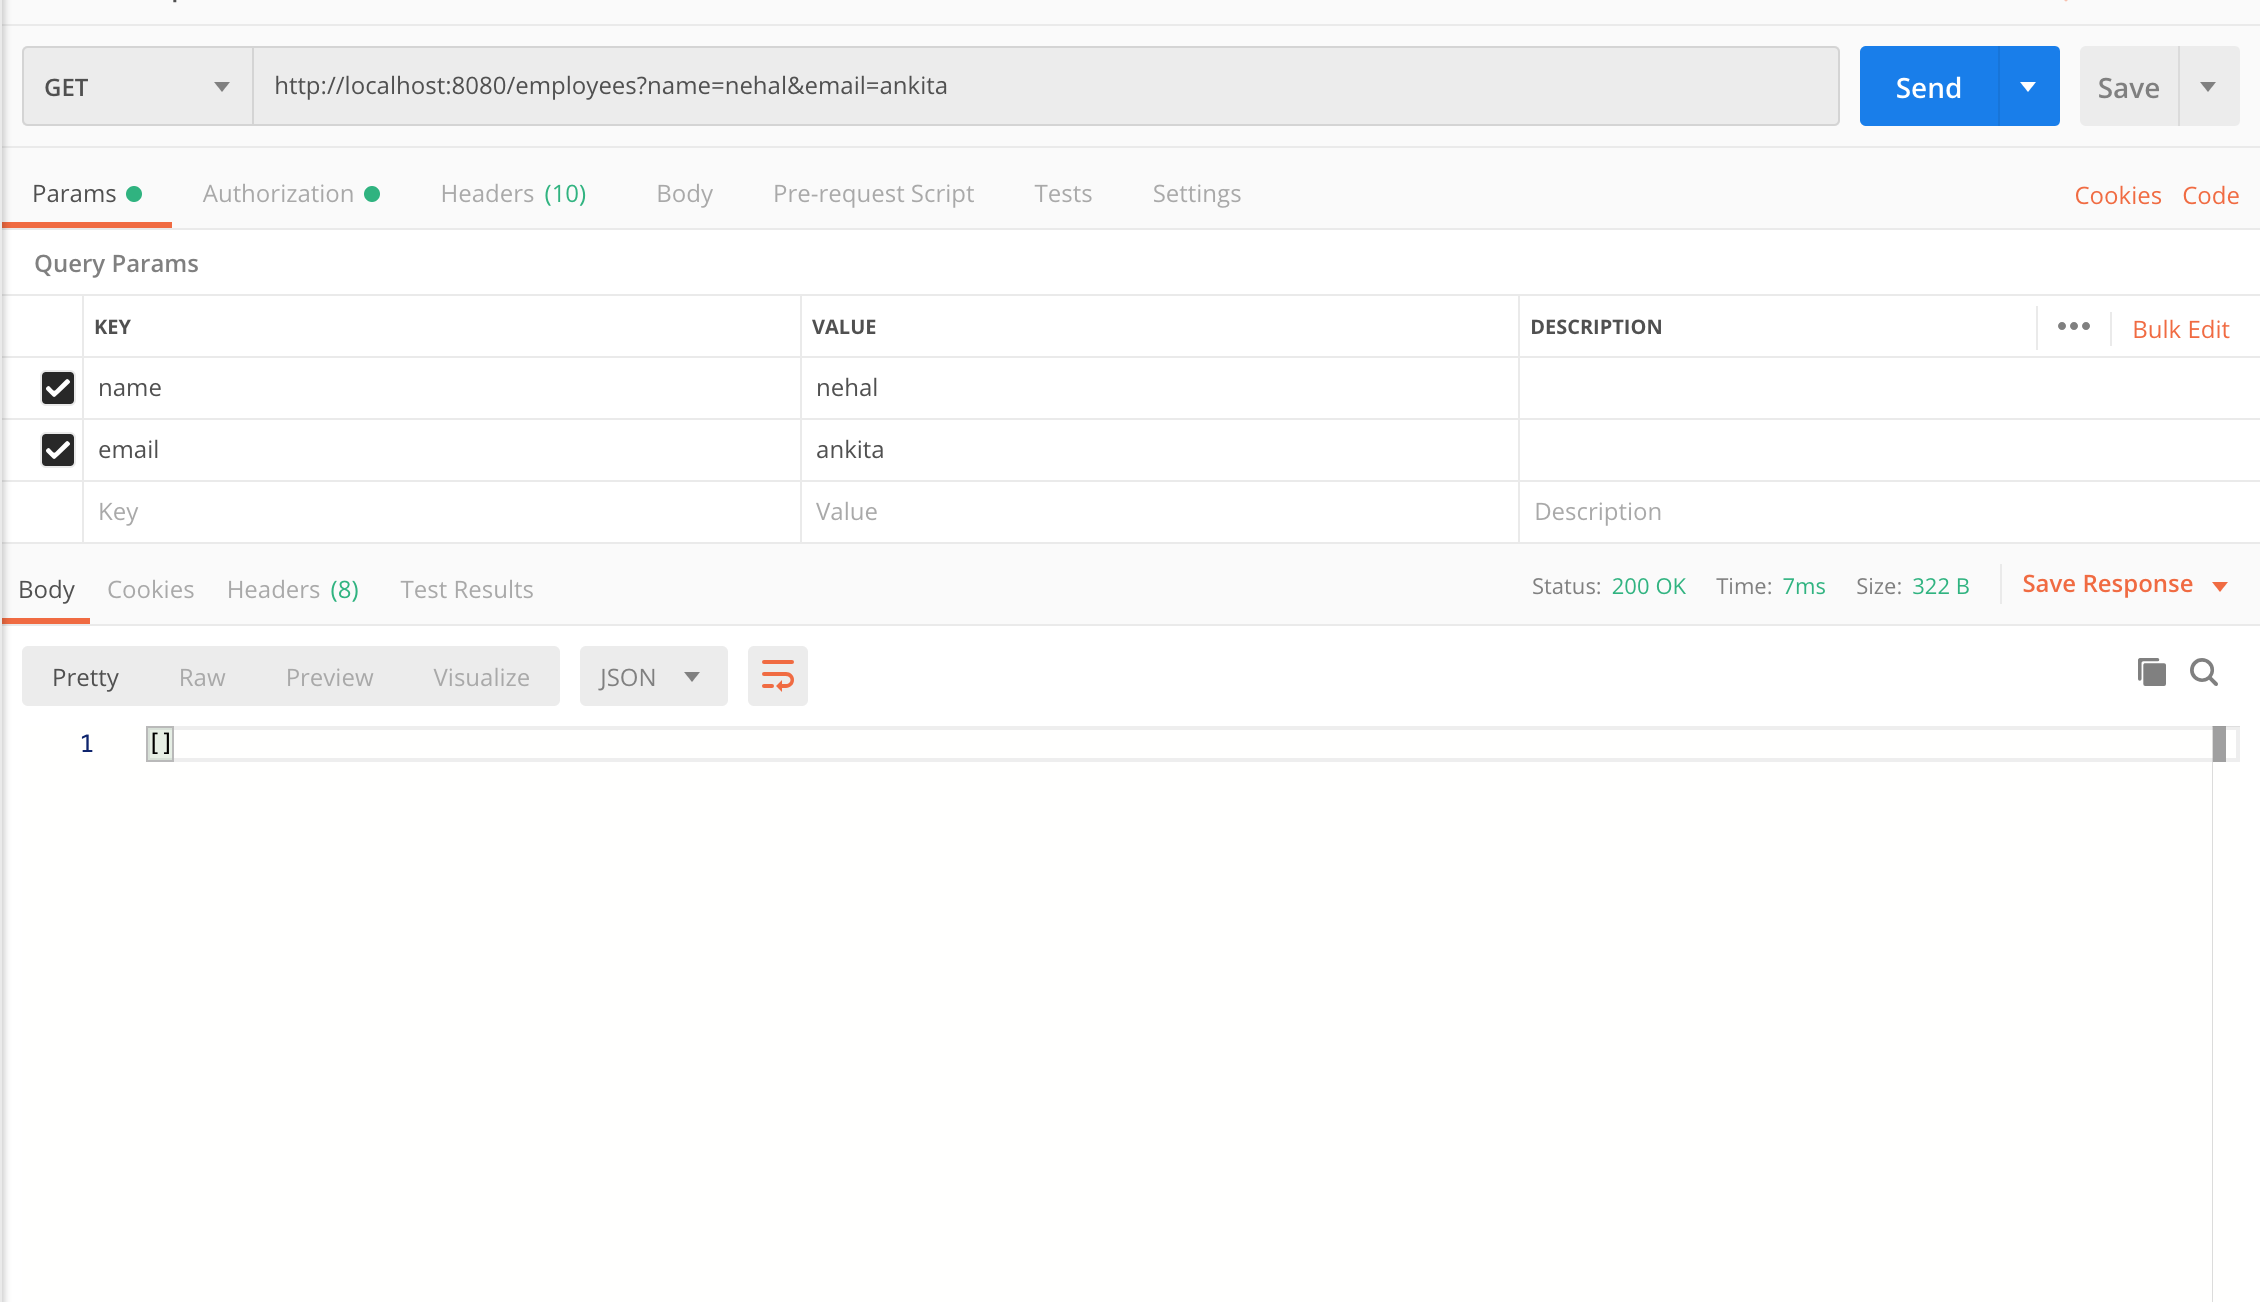 GET http://localhost:8080/employees?name=nehal&email=ankita Send Save
Params Authorization Headers (10) Body Pre-request Script Tests Settings Cookies Code
Query Params
KEY VALUE DESCRIPTION ••• Bulk Edit
name nehal
email ankita
Key Value Description
Body Cookies Headers (8) Test Results Status: 200 OK Time: 7ms Size: 322 B Save Response
Pretty Raw Preview Visualize JSON
1 []